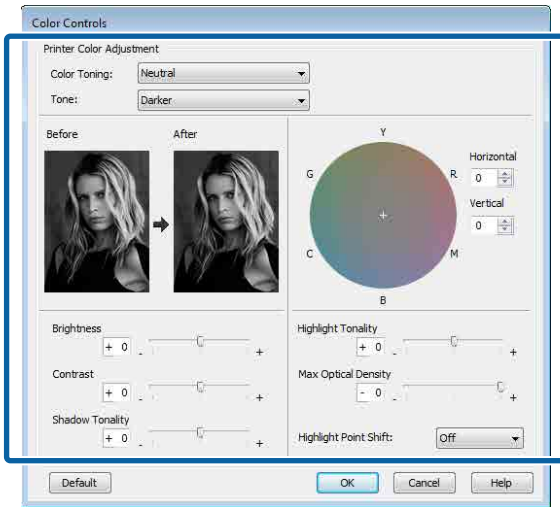 Color Controls
Printer Color Adjustment
Color Toning: Neutral
Tone: Darker
Before After
Y
G R
C M
B
Horizontal
0
Vertical
0
Brightness
+ 0 - +
Contrast
+ 0 - +
Shadow Tonality
+ 0 - +
Highlight Tonality
+ 0 - +
Max Optical Density
- 0 - +
Highlight Point Shift: Off
Default OK Cancel Help